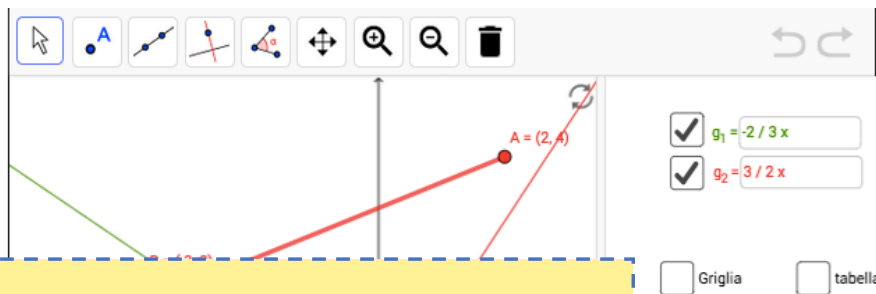 A
α
A = (2, 4)
g₁ = -2 / 3 x
g₂ = 3 / 2 x
Griglia
tabella